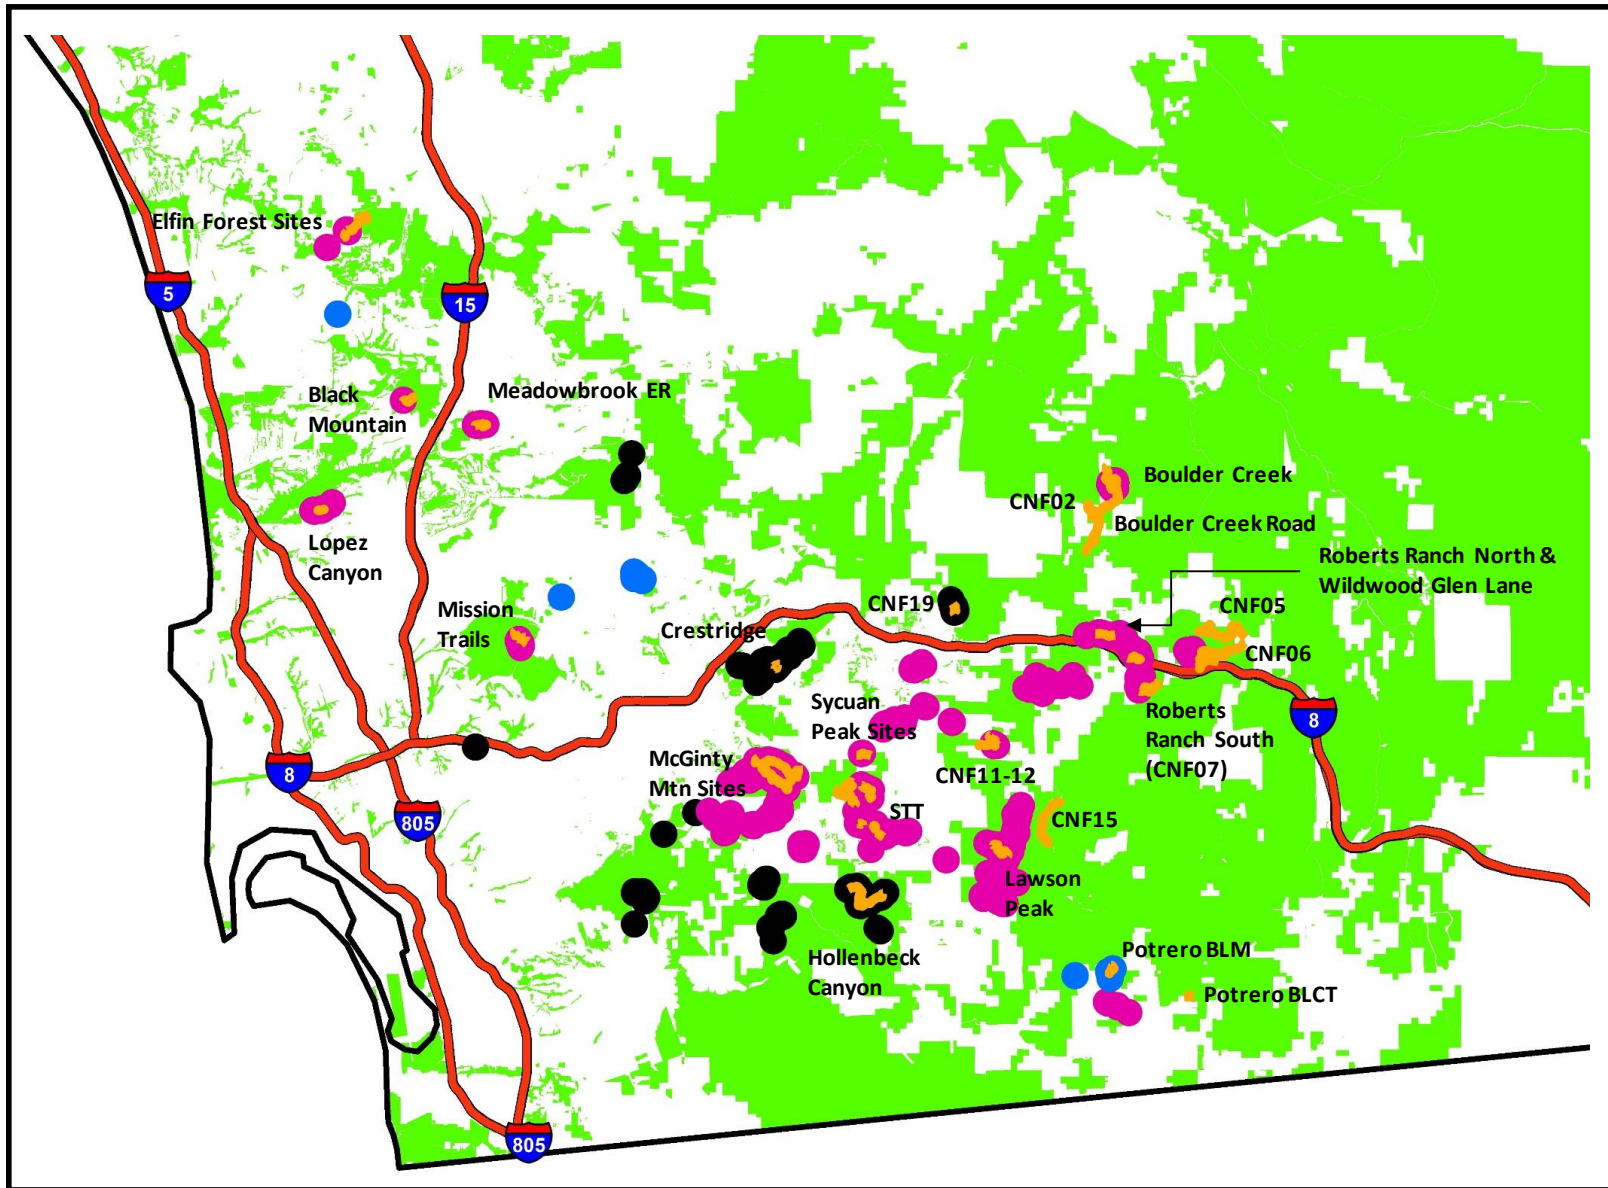 Elfin Forest Sites
5
15
Black
Mountain
Meadowbrook ER
Lopez
Canyon
Boulder Creek
CNF02
Boulder Creek Road
Roberts Ranch North &
Wildwood Glen Lane
Mission
Trails
CNF19
Crestridge
CNF05
CNF06
Sycuan
Peak Sites
Roberts
Ranch South
(CNF07)
8
McGinty
Mtn Sites
CNF11-12
8
STT
CNF15
805
Lawson
Peak
Hollenbeck
Canyon
Potrero BLM
Potrero BLCT
805